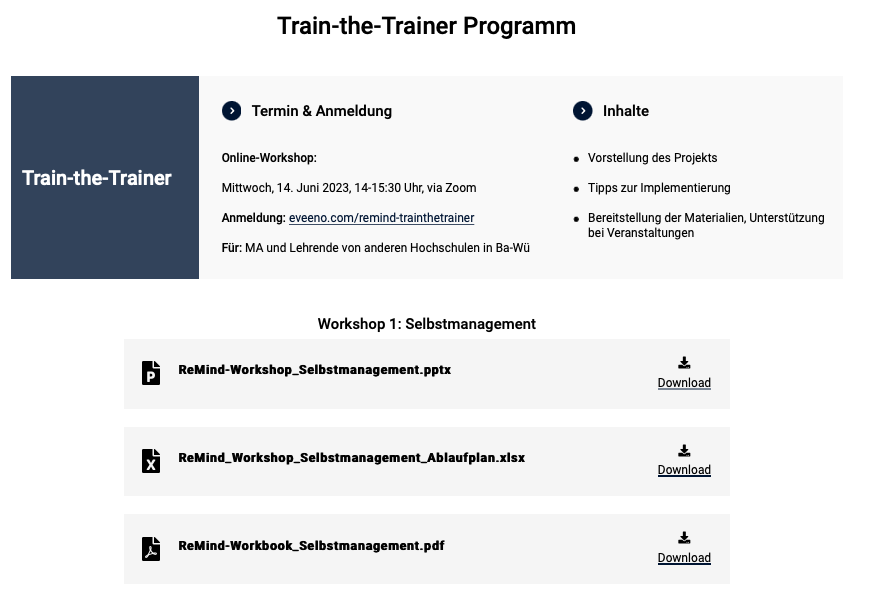 Train-the-Trainer Programm
Train-the-Trainer
Termin & Anmeldung
Online-Workshop:
Mittwoch, 14. Juni 2023, 14-15:30 Uhr, via Zoom
Anmeldung: eveeno.com/remind-trainthetrainer
Für: MA und Lehrende von anderen Hochschulen in Ba-Wü
Inhalte
Vorstellung des Projekts
Tipps zur Implementierung
Bereitstellung der Materialien, Unterstützung
bei Veranstaltungen
Workshop 1: Selbstmanagement
ReMind-Workshop_Selbstmanagement.pptx
Download
ReMind_Workshop_Selbstmanagement_Ablaufplan.xlsx
Download
ReMind-Workbook_Selbstmanagement.pdf
Download